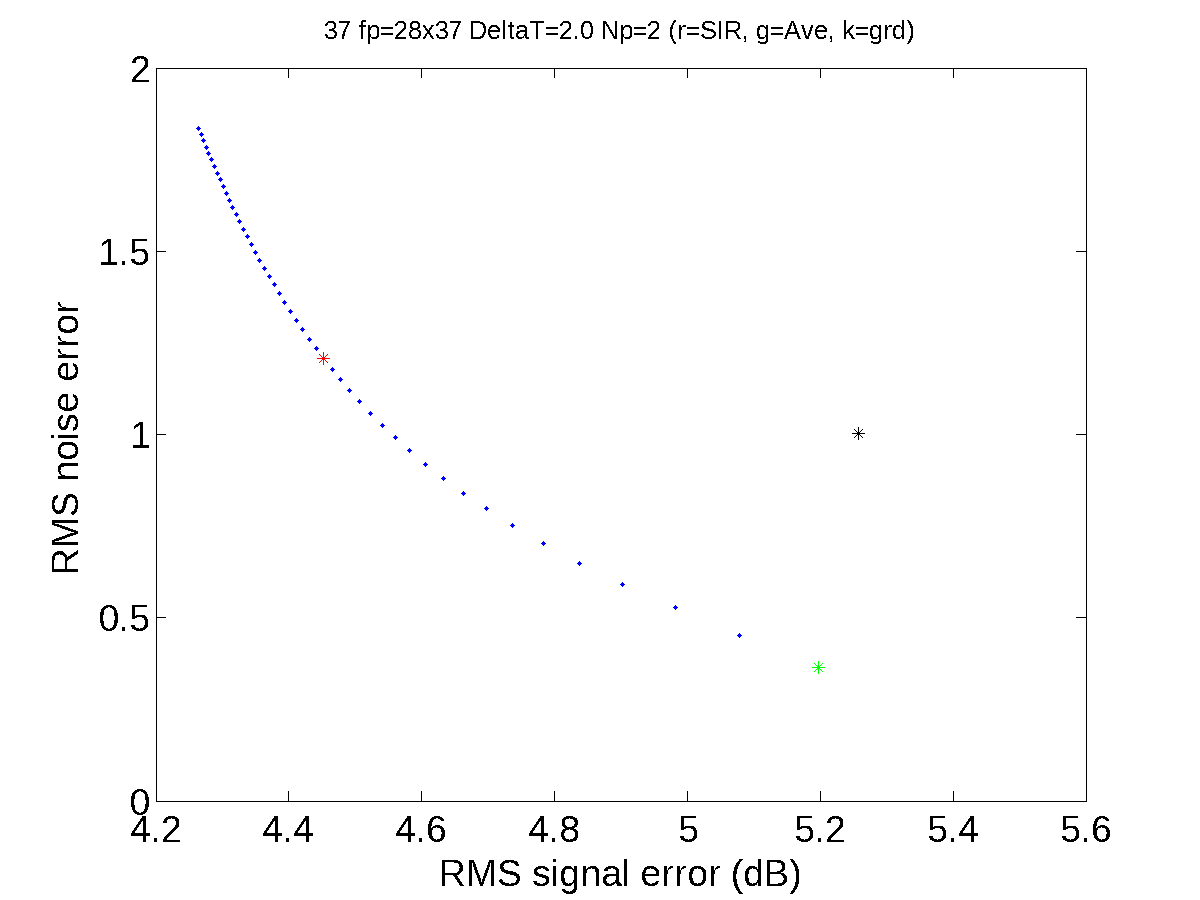 37 fp=28x37 DeltaT=2.0 Np=2 (r=SIR, g=Ave, k=grd)
2
1.5
1
0.5
0
RMS noise error
4.2 4.4 4.6 4.8 5 5.2 5.4 5.6
RMS signal error (dB)